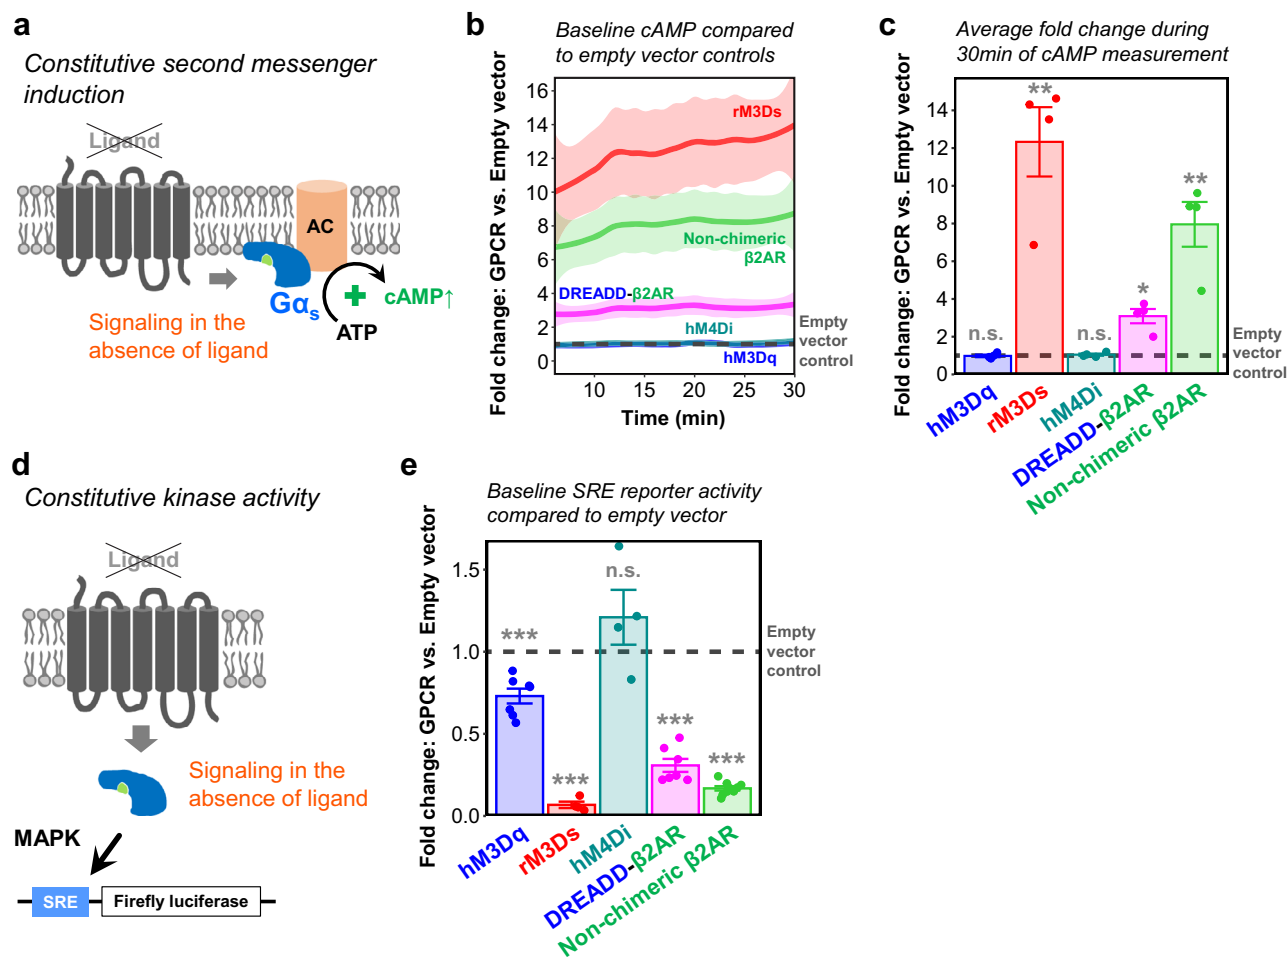 a
Constitutive second messenger
induction
Ligand
AC
Gαs
cAMP↑
ATP
Signaling in the
absence of ligand
b
Baseline cAMP compared
to empty vector controls
Fold change: GPCR vs. Empty vector
16
14
12
10
8
6
4
2
0
rM3Ds
Non-chimeric
β2AR
DREADD-β2AR
hM4Di
hM3Dq
Empty
vector
control
10
20
30
Time (min)
c
Average fold change during
30min of cAMP measurement
Fold change: GPCR vs. Empty vector
14
12
10
8
6
4
2
0
n.s.
**
n.s.
*
**
Empty
vector
control
hM3Dq
rM3Ds
hM4Di
DREADD-β2AR
Non-chimeric β2AR
d
Constitutive kinase activity
Ligand
Signaling in the
absence of ligand
MAPK
SRE
Firefly luciferase
e
Baseline SRE reporter activity
compared to empty vector
Fold change: GPCR vs. Empty vector
1.5
1.0
0.5
0.0
***
***
n.s.
***
***
Empty
vector
control
hM3Dq
rM3Ds
hM4Di
DREADD-β2AR
Non-chimeric β2AR